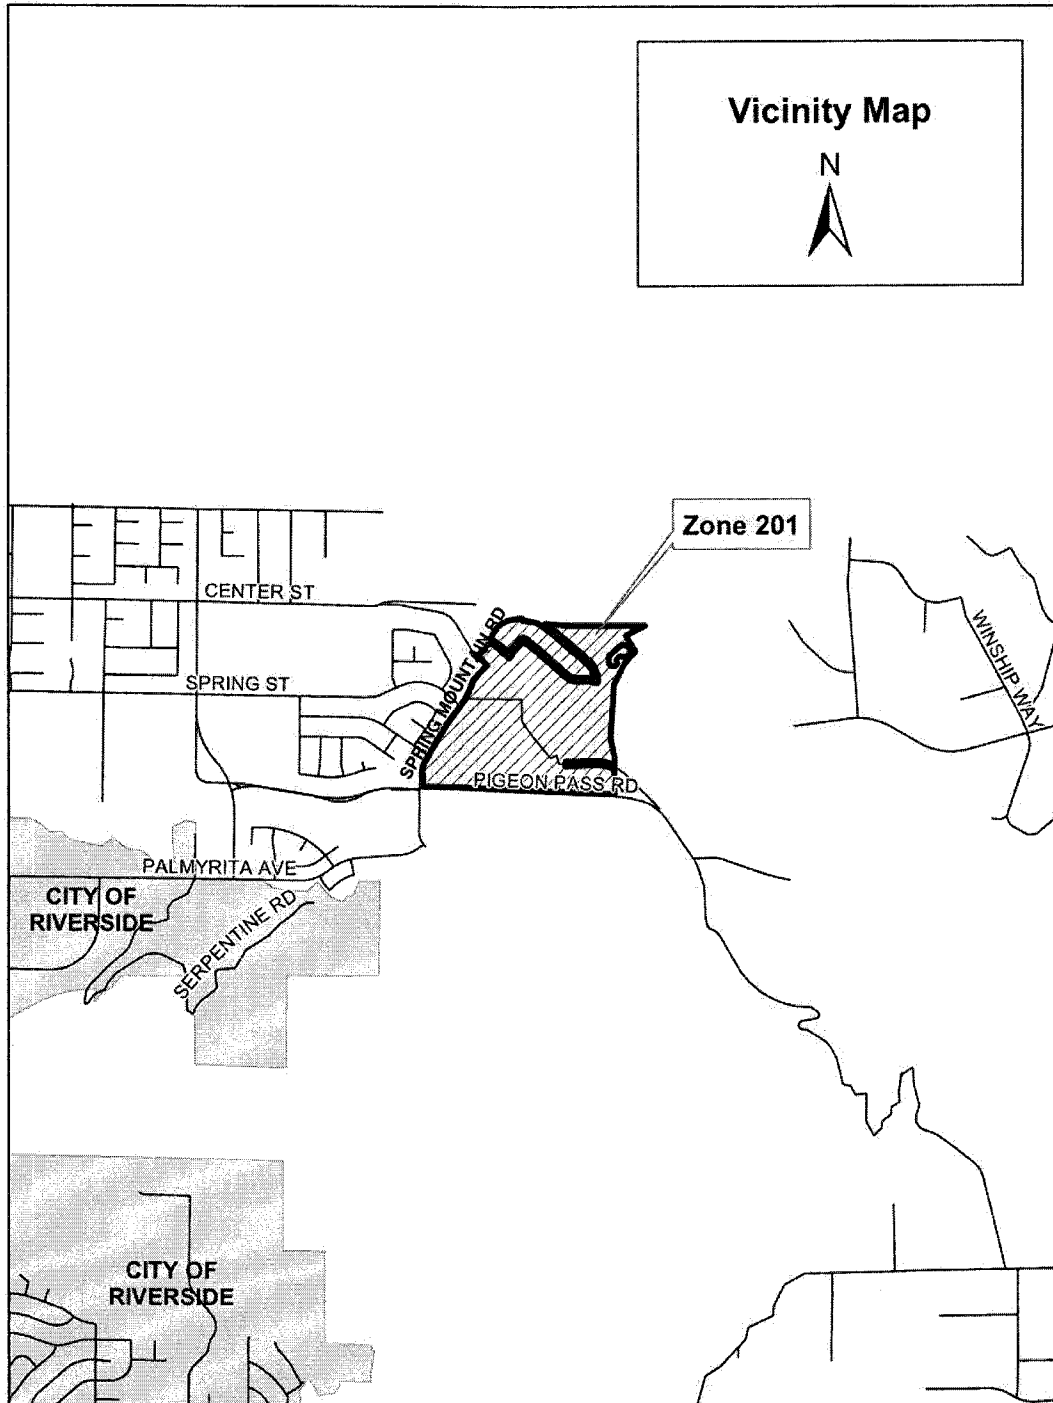 Vicinity Map
N
Zone 201
CENTER ST
SPRING MOUNTAIN RD
WINSHIP WAY
SPRING ST
PIGEON PASS RD
PALMYRITA AVE
CITY OF
RIVERSIDE
SERPENTINE RD
CITY OF
RIVERSIDE